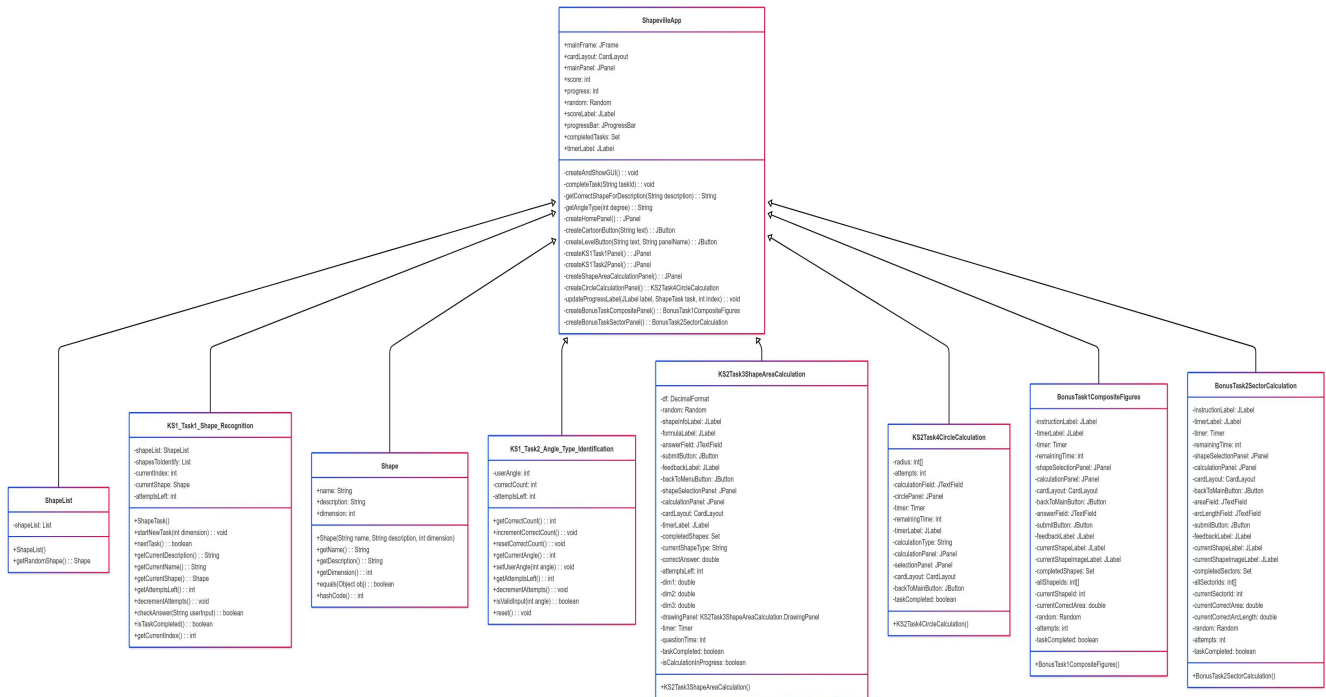 ShapevilleApp
+mainFrame: JFrame
+cardLayout: CardLayout
+mainPanel: JPanel
+score: int
+progress: int
+random: Random
+scoreLabel: JLabel
+progressBar: JProgressBar
+completedTasks: Set
+timerLabel: JLabel
-createAndShowGUI() : : void
-completeTask(String taskId) : : void
-getCorrectShapeForDescription(String description) : : String
-getAngleType(int degree) : : String
-createHomePanel() : : JPanel
-createCartoonButton(String text) : : JButton
-createLevelButton(String text, String panelName) : : JButton
-createKS1Task1Panel() : : JPanel
-createKS1Task2Panel() : : JPanel
-createShapeAreaCalculationPanel() : : JPanel
-createCircleCalculationPanel() : : KS2Task4CircleCalculation
-updateProgressLabel(JLabel label, ShapeTask task, int index) : : void
-createBonusTaskCompositePanel() : : BonusTask1CompositeFigures
-createBonusTaskSectorPanel() : : BonusTask2SectorCalculation
ShapeList
-shapeList: List
+ShapeList()
+getRandomShape() : : Shape
KS1_Task1_Shape_Recognition
-shapeList: ShapeList
-shapesToIdentify: List
-currentIndex: int
-currentShape: Shape
-attemptsLeft: int
+ShapeTask()
+startNewTask(int dimension) : : void
+nextTask() : : boolean
+getCurrentDescription() : : String
+getCurrentName() : : String
+getCurrentShape() : : Shape
+getAttemptsLeft() : : int
+decrementAttempts() : : void
+checkAnswer(String userInput) : : boolean
+isTaskCompleted() : : boolean
+getCurrentIndex() : : int
Shape
+name: String
+description: String
+dimension: int
+Shape(String name, String description, int dimension)
+getName() : : String
+getDescription() : : String
+getDimension() : : int
+equals(Object obj) : : boolean
+hashCode() : : int
KS1_Task2_Angle_Type_Identification
-userAngle: int
-correctCount: int
-attemptsLeft: int
+getCorrectCount() : : int
+incrementCorrectCount() : : void
+resetCorrectCount() : : void
+getCurrentAngle() : : int
+setUserAngle(int angle) : : void
+getAttemptsLeft() : : int
+decrementAttempts() : : void
+isValidInput(int angle) : : boolean
+reset() : : void
KS2Task3ShapeAreaCalculation
-df: DecimalFormat
-random: Random
-shapeInfoLabel: JLabel
-formulaLabel: JLabel
-answerField: JTextField
-submitButton: JButton
-feedbackLabel: JLabel
-backToMenuButton: JButton
-shapeSelectionPanel: JPanel
-calculationPanel: JPanel
-cardLayout: CardLayout
-timerLabel: JLabel
-completedShapes: Set
-currentShapeType: String
-correctAnswer: double
-attemptsLeft: int
-dim1: double
-dim2: double
-dim3: double
-drawingPanel: KS2Task3ShapeAreaCalculation.DrawingPanel
-timer: Timer
-questionTime: int
-taskCompleted: boolean
-isCalculationInProgress: boolean
+KS2Task3ShapeAreaCalculation()
KS2Task4CircleCalculation
-radius: int[]
-attempts: int
-calculationField: JTextField
-circlePanel: JPanel
-timer: Timer
-remainingTime: int
-timerLabel: JLabel
-calculationType: String
-calculationPanel: JPanel
-selectionPanel: JPanel
-cardLayout: CardLayout
-backToMainButton: JButton
-taskCompleted: boolean
+KS2Task4CircleCalculation()
BonusTask1CompositeFigures
-instructionLabel: JLabel
-timerLabel: JLabel
-timer: Timer
-remainingTime: int
-shapeSelectionPanel: JPanel
-calculationPanel: JPanel
-cardLayout: CardLayout
-backToMainButton: JButton
-answerField: JTextField
-submitButton: JButton
-feedbackLabel: JLabel
-currentShapeLabel: JLabel
-currentShapeImageLabel: JLabel
-completedShapes: Set
-allShapeIds: int[]
-currentShapeId: int
-currentCorrectArea: double
-random: Random
-attempts: int
-taskCompleted: boolean
+BonusTask1CompositeFigures()
BonusTask2SectorCalculation
-instructionLabel: JLabel
-timerLabel: JLabel
-timer: Timer
-remainingTime: int
-shapeSelectionPanel: JPanel
-calculationPanel: JPanel
-cardLayout: CardLayout
-backToMainButton: JButton
-areaField: JTextField
-arcLengthField: JTextField
-submitButton: JButton
-feedbackLabel: JLabel
-currentShapeLabel: JLabel
-currentShapeImageLabel: JLabel
-completedSectors: Set
-allSectorIds: int[]
-currentSectorId: int
-currentCorrectArea: double
-currentCorrectArcLength: double
-random: Random
-attempts: int
-taskCompleted: boolean
+BonusTask2SectorCalculation()